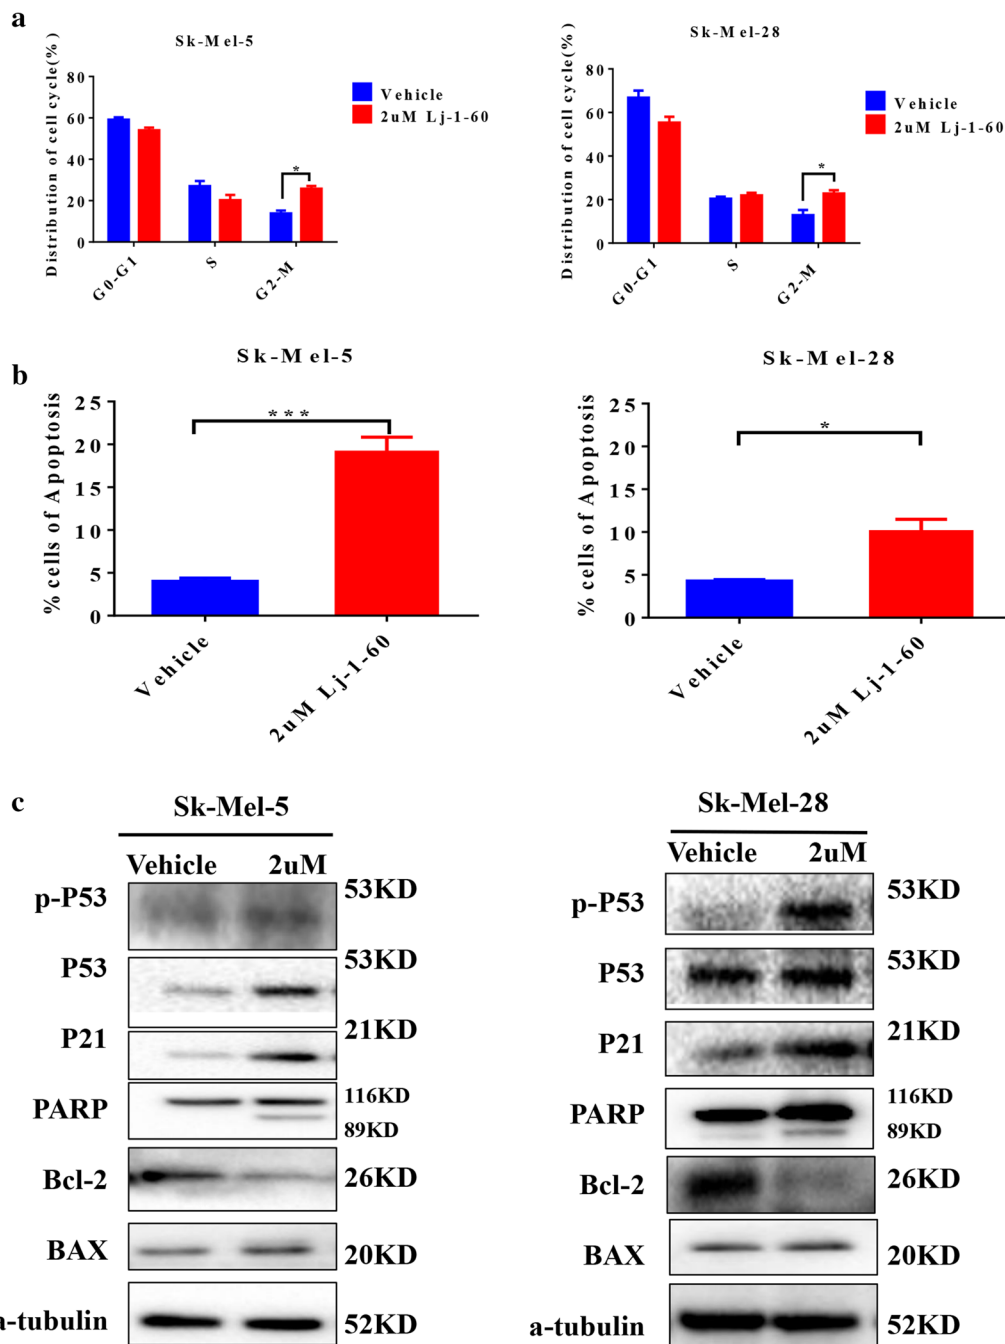 a
Sk-Mel-5
Distribution of cell cycle(%)
80
60
40
20
0
G0-G1
S
G2-M
*
Vehicle
2uM Lj-1-60
Sk-Mel-28
Distribution of cell cycle(%)
80
60
40
20
0
G0-G1
S
G2-M
*
Vehicle
2uM Lj-1-60
b
Sk-Mel-5
% cells of Apoptosis
25
20
15
10
5
0
***
Vehicle
2uM Lj-1-60
Sk-Mel-28
% cells of Apoptosis
25
20
15
10
5
0
*
Vehicle
2uM Lj-1-60
c
Sk-Mel-5
Vehicle 2uM
p-P53 53KD
P53 53KD
P21 21KD
PARP 116KD
89KD
Bcl-2 26KD
BAX 20KD
a-tubulin 52KD
Sk-Mel-28
Vehicle 2uM
p-P53 53KD
P53 53KD
P21 21KD
PARP 116KD
89KD
Bcl-2 26KD
BAX 20KD
a-tubulin 52KD